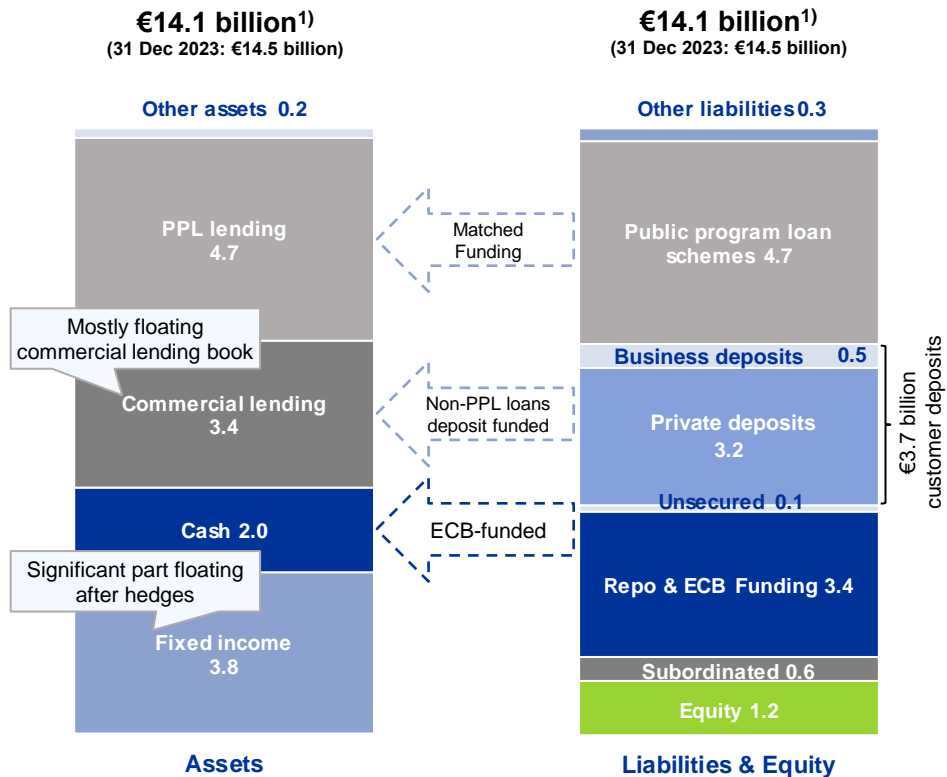 €14.1 billion1)
(31 Dec 2023: €14.5 billion)
€14.1 billion1)
(31 Dec 2023: €14.5 billion)
Other assets 0.2
PPL lending
4.7
Mostly floating
commercial lending book
Commercial lending
3.4
Cash 2.0
Significant part floating
after hedges
Fixed income
3.8
Assets
Matched
Funding
Non-PPL loans
deposit funded
ECB-funded
Other liabilities 0.3
Public program loan
schemes 4.7
Business deposits 0.5
Private deposits
3.2
Unsecured 0.1
€3.7 billion
customer deposits
Repo & ECB Funding 3.4
Subordinated 0.6
Equity 1.2
Liabilities & Equity